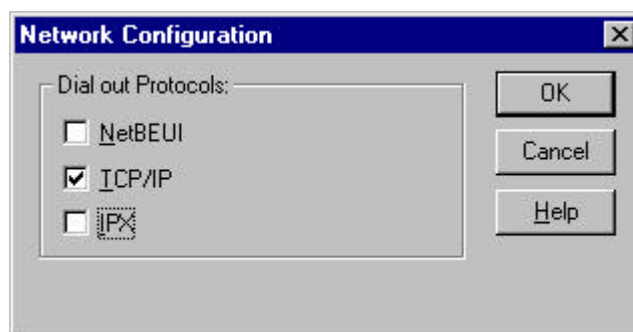 Network Configuration
Dial out Protocols:
NetBEUI
TCP/IP
IPX
OK
Cancel
Help